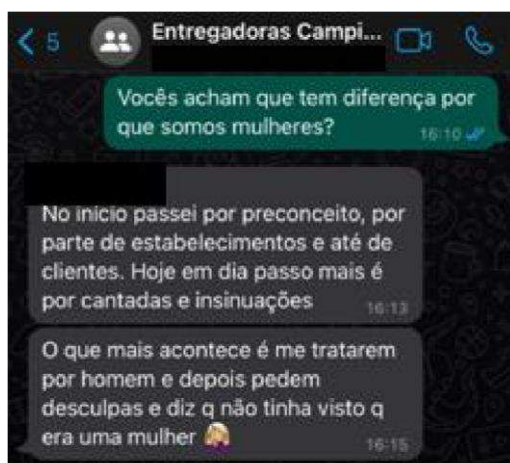 5 Entregadoras Campi...
Vocês acham que tem diferença por
que somos mulheres?
16:10
No início passei por preconceito, por
parte de estabelecimentos e até de
clientes. Hoje em dia passo mais é
por cantadas e insinuações
16:13
O que mais acontece é me tratarem
por homem e depois pedem
desculpas e diz q não tinha visto q
era uma mulher 🤦🏼‍♀️
16:15